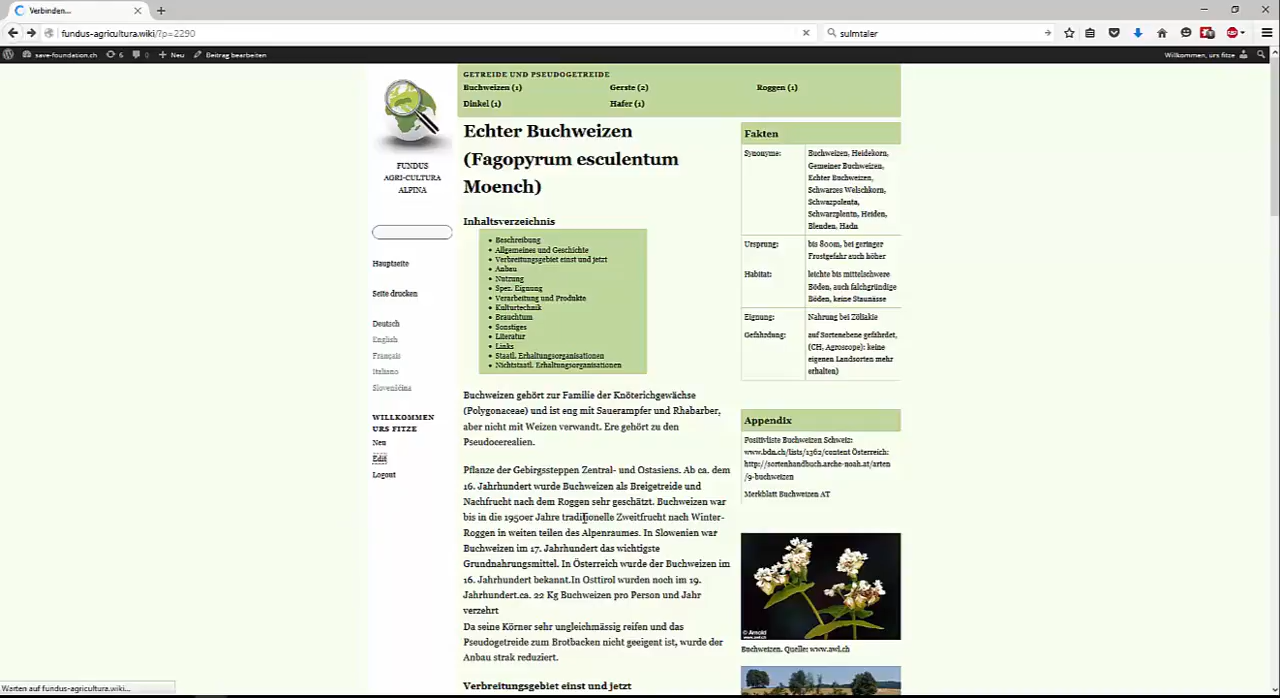 Verbinden...
fundus-agricultura.wiki/?p=2290
sulmtaler
save-foundation.ch
6
0
Neu
Beitrag bearbeiten
Willkommen, urs fitze
FUNDUS
AGRI-CULTURA
ALPINA
Hauptseite
Seite drucken
Deutsch
English
Français
Italiano
Slovenščina
WILLKOMMEN
URS FITZE
Neu
Edit
Logout
GETREIDE UND PSEUDOGETREIDE
Buchweizen (1)
Gerste (2)
Roggen (1)
Dinkel (1)
Hafer (1)
Echter Buchweizen
(Fagopyrum esculentum
Moench)
Inhaltsverzeichnis
Beschreibung
Allgemeines und Geschichte
Verbreitungsgebiet einst und jetzt
Anbau
Nutzung
Spez. Eignung
Verarbeitung und Produkte
Kulturtechnik
Brauchtum
Sonstiges
Literatur
Links
Staatl. Erhaltungsorganisationen
Nichtstaatl. Erhaltungsorganisationen
Buchweizen gehört zur Familie der Knöterichgewächse
(Polygonaceae) und ist eng mit Sauerampfer und Rhabarber,
aber nicht mit Weizen verwandt. Ere gehört zu den
Pseudocerealien.
Pflanze der Gebirgssteppen Zentral- und Ostasiens. Ab ca. dem
16. Jahrhundert wurde Buchweizen als Breigetreide und
Nachfrucht nach dem Roggen sehr geschätzt. Buchweizen war
bis in die 1950er Jahre traditionelle Zweitfrucht nach Winter-
Roggen in weiten teilen des Alpenraumes. In Slowenien war
Buchweizen im 17. Jahrhundert das wichtigste
Grundnahrungsmittel. In Österreich wurde der Buchweizen im
16. Jahrhundert bekannt.In Osttirol wurden noch im 19.
Jahrhundert.ca. 22 Kg Buchweizen pro Person und Jahr
verzehrt
Da seine Körner sehr ungleichmässig reifen und das
Pseudogetreide zum Brotbacken nicht geeigent ist, wurde der
Anbau strak reduziert.
Verbreitungsgebiet einst und jetzt
Fakten
Synonyme:
Buchweizen, Heidekorn,
Gemeiner Buchweizen,
Echter Buchweizen,
Schwarzes Welschkorn,
Schwazpolenta,
Schwarzplentn, Heiden,
Blenden, Hadn
Ursprung:
bis 800m, bei geringer
Frostgefahr auch höher
Habitat:
leichte bis mittelschwere
Böden, auch falchgründige
Böden, keine Staunässe
Eignung:
Nahrung bei Zöliakie
Gefährdung:
auf Sortenebene gefährdet,
(CH, Agroscope): keine
eigenen Landsorten mehr
erhalten)
Appendix
Positivliste Buchweizen Schweiz:
www.bdn.ch/lists/1362/content Österreich:
http://sortenhandbuch.arche-noah.at/arten
/9-buchweizen
Merkblatt Buchweizen AT
© Arnold
www.awl.ch
Buchweizen. Quelle: www.awl.ch
Warten auf fundus-agricultura.wiki...